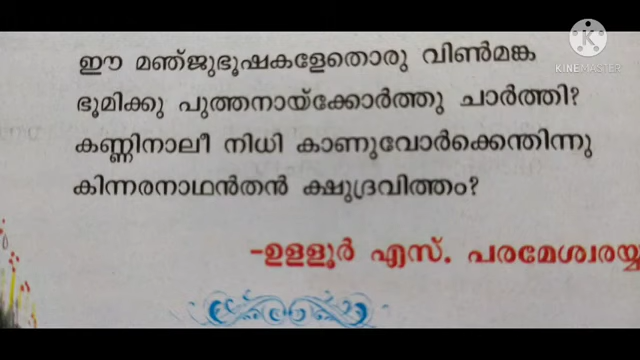 ഈ മഞ്ജുഭൂഷകളേതൊരു വിൺമങ്ക
ഭൂമിക്കു പുത്തനായ്ക്കോർത്തു ചാർത്തി?
കണ്ണിനാലീ നിധി കാണുവോർക്കെന്തിന്നു
കിന്നരനാഥൻതൻ ക്ഷുദ്രവിത്തം?
-ഉള്ളൂർ എസ്. പരമേശ്വരയ്യ
K
KINEMASTER